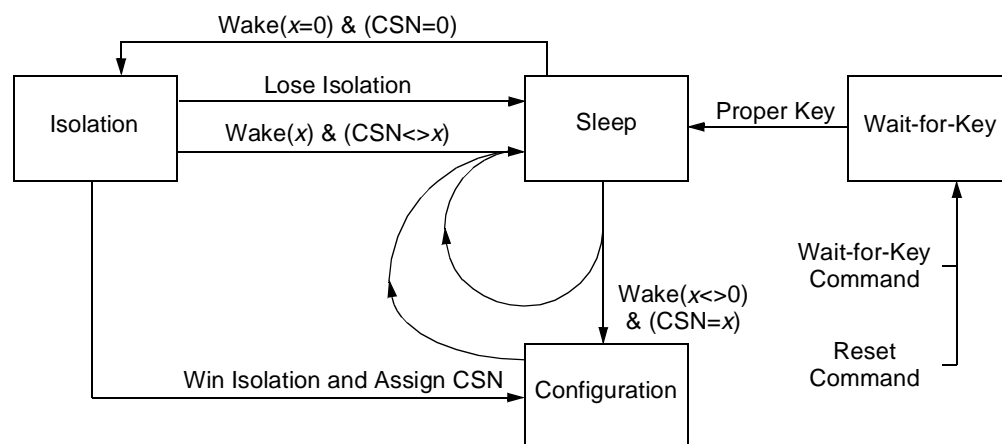 Wake(x=0) & (CSN=0)
Lose Isolation
Isolation
Sleep
Proper Key
Wait-for-Key
Wake(x) & (CSN<>x)
Wait-for-Key
Command
Wake(x<>0)
& (CSN=x)
Reset
Command
Win Isolation and Assign CSN
Configuration